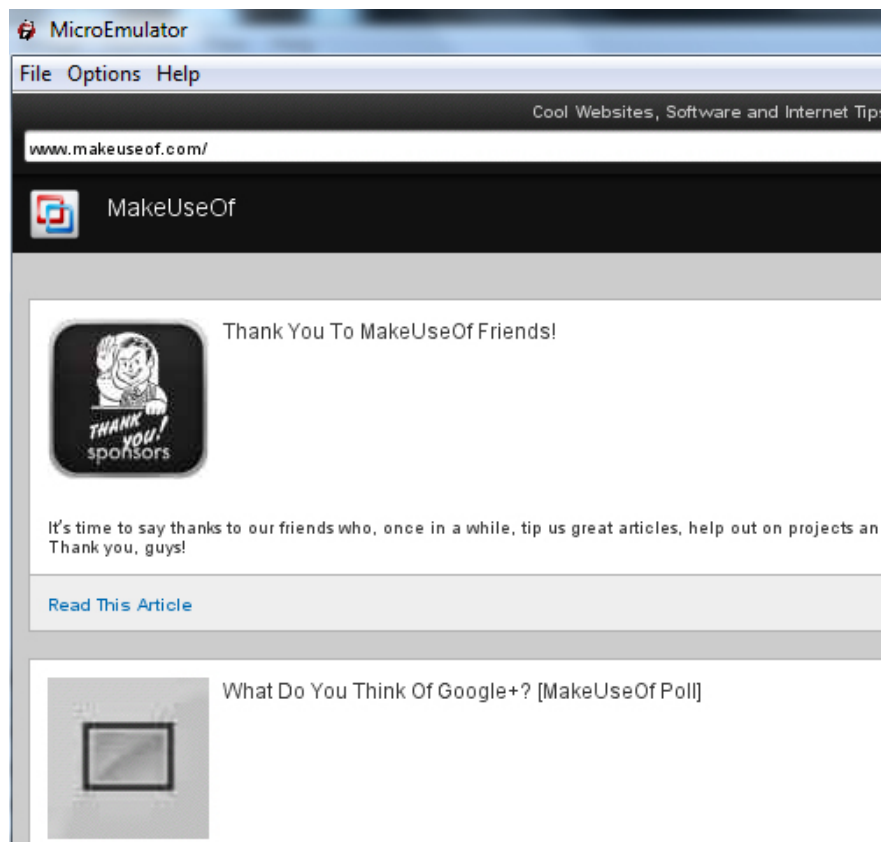 MicroEmulator
File Options Help
Cool Websites, Software and Internet Tips
www.makeuseof.com/
MakeUseOf
Thank You To MakeUseOf Friends!
THANK
YOU!
sponsors
It's time to say thanks to our friends who, once in a while, tip us great articles, help out on projects an
Thank you, guys!
Read This Article
What Do You Think Of Google+? [MakeUseOf Poll]